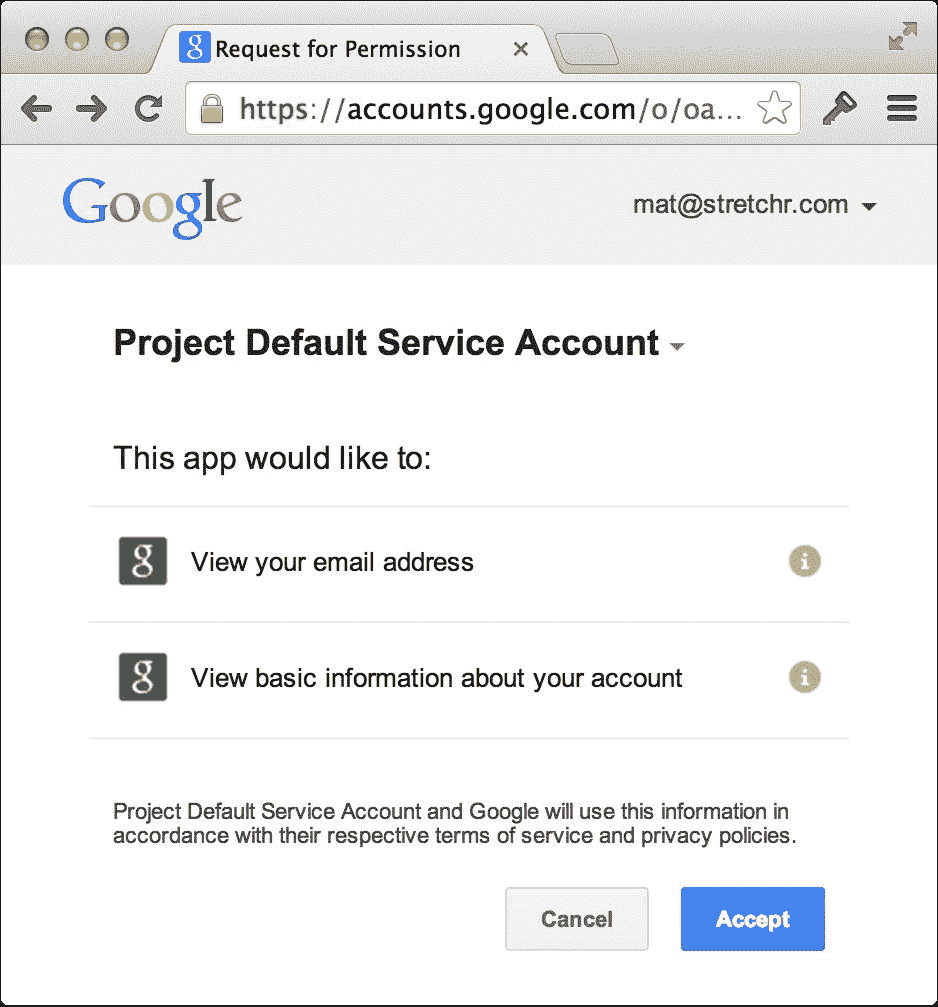 Request for Permission
https://accounts.google.com/o/oa...
Google
mat@stretchr.com
Project Default Service Account
This app would like to:
g View your email address i
g View basic information about your account i
Project Default Service Account and Google will use this information in
accordance with their respective terms of service and privacy policies.
Cancel Accept